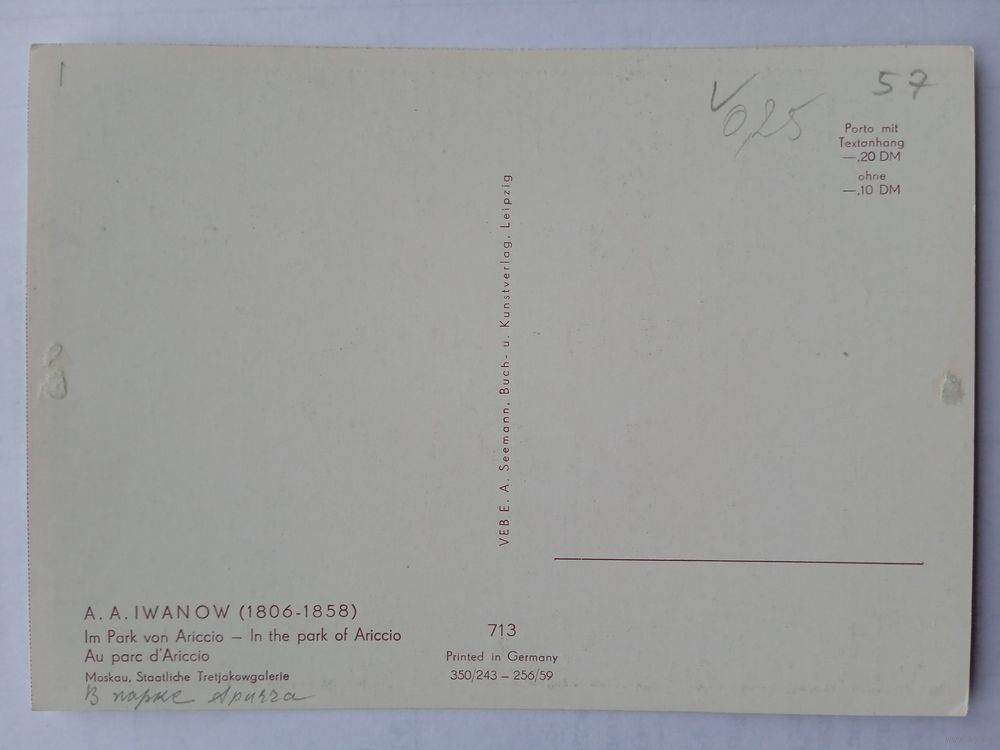 57
0,25
Porto mit
Textanhang
—,20 DM
ohne
—,10 DM
VEB E. A. Seemann, Buch- u. Kunstverlag, Leipzig
A. A. IWANOW (1806-1858)
Im Park von Ariccio – In the park of Ariccio
Au parc d'Ariccio
Moskau, Staatliche Tretjakowgalerie
В парке Аричча
713
Printed in Germany
350/243 – 256/59